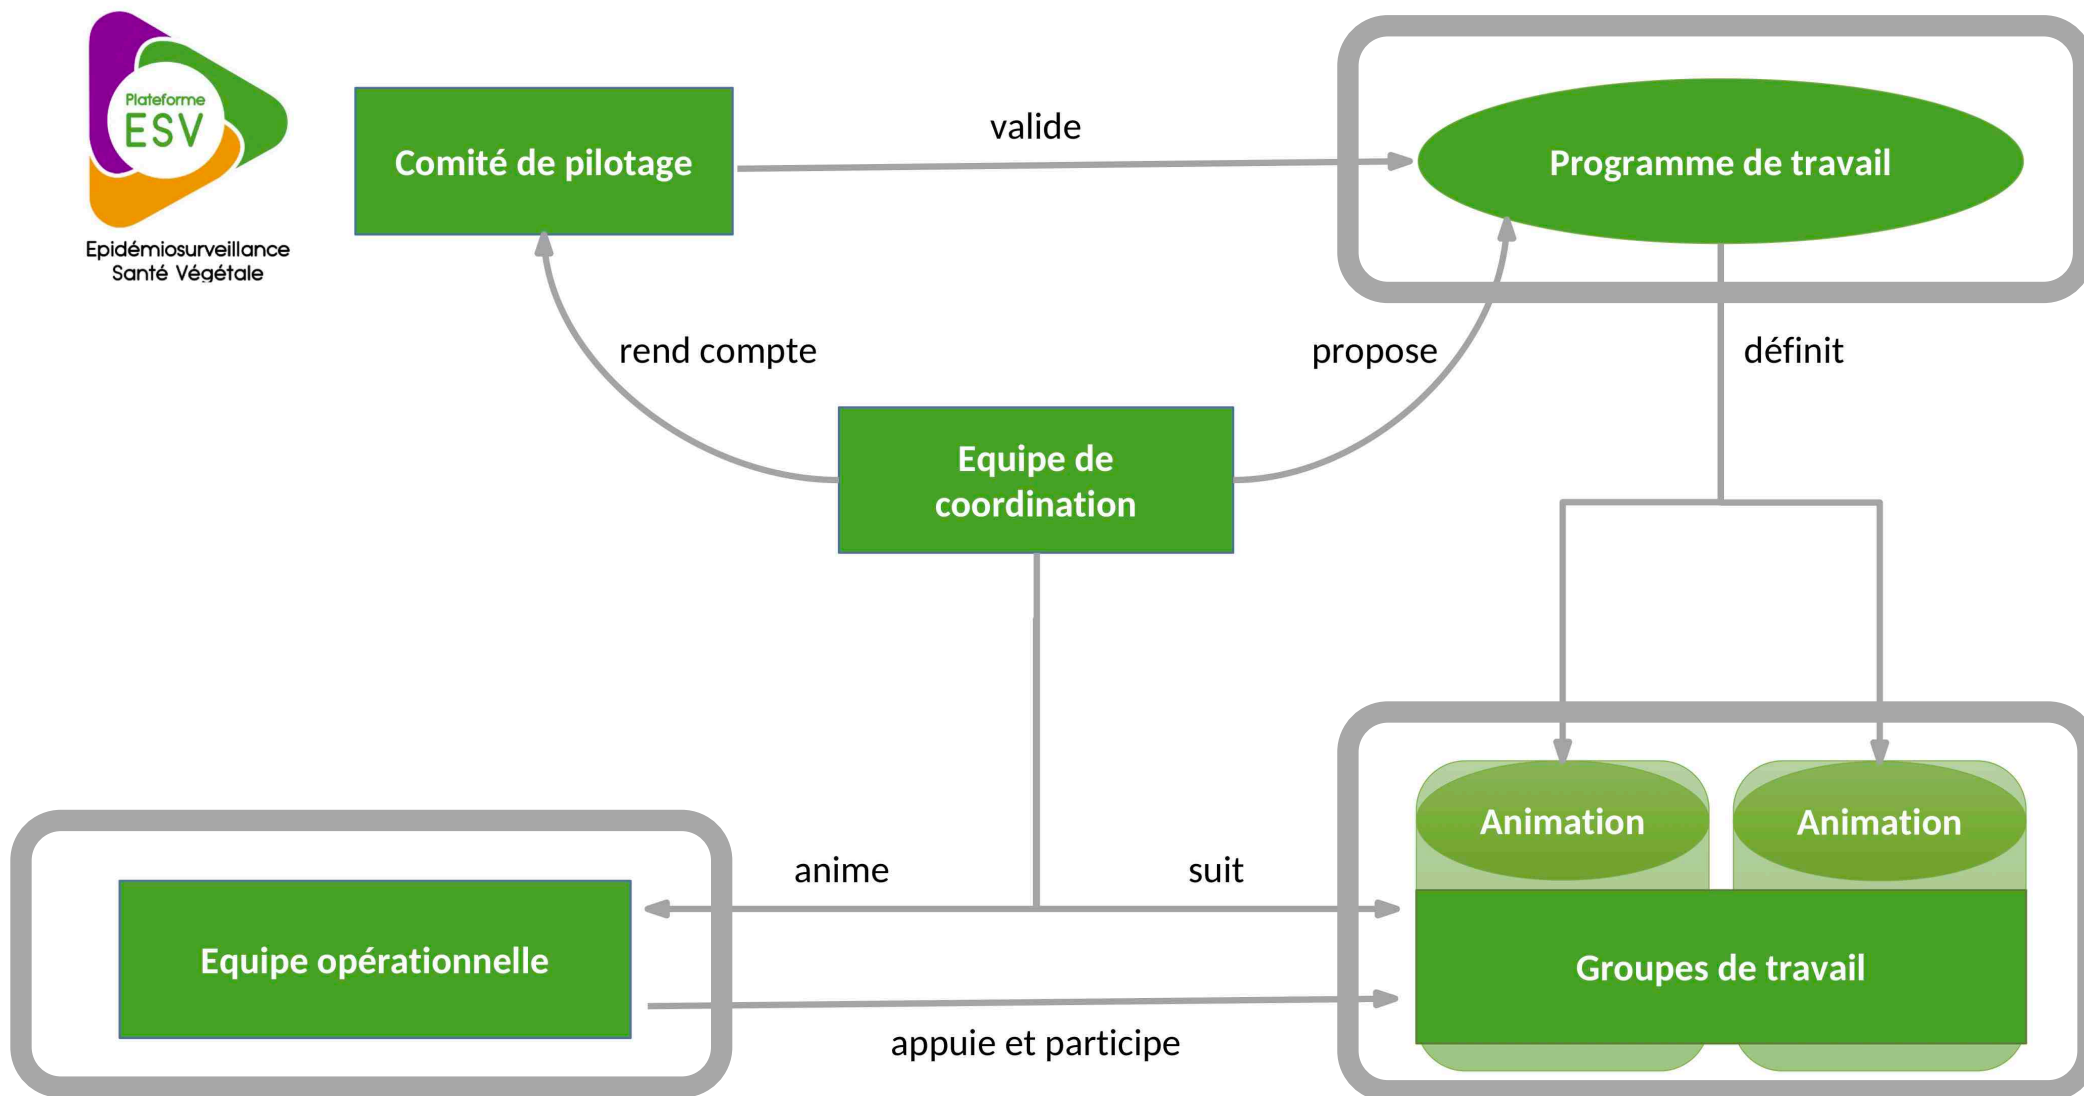 Plateforme
ESV
Epidémiosurveillance
Santé Végétale
Comité de pilotage
valide
Programme de travail
rend compte
propose
définit
Equipe de
coordination
Animation
Animation
anime
suit
Equipe opérationnelle
Groupes de travail
appuie et participe